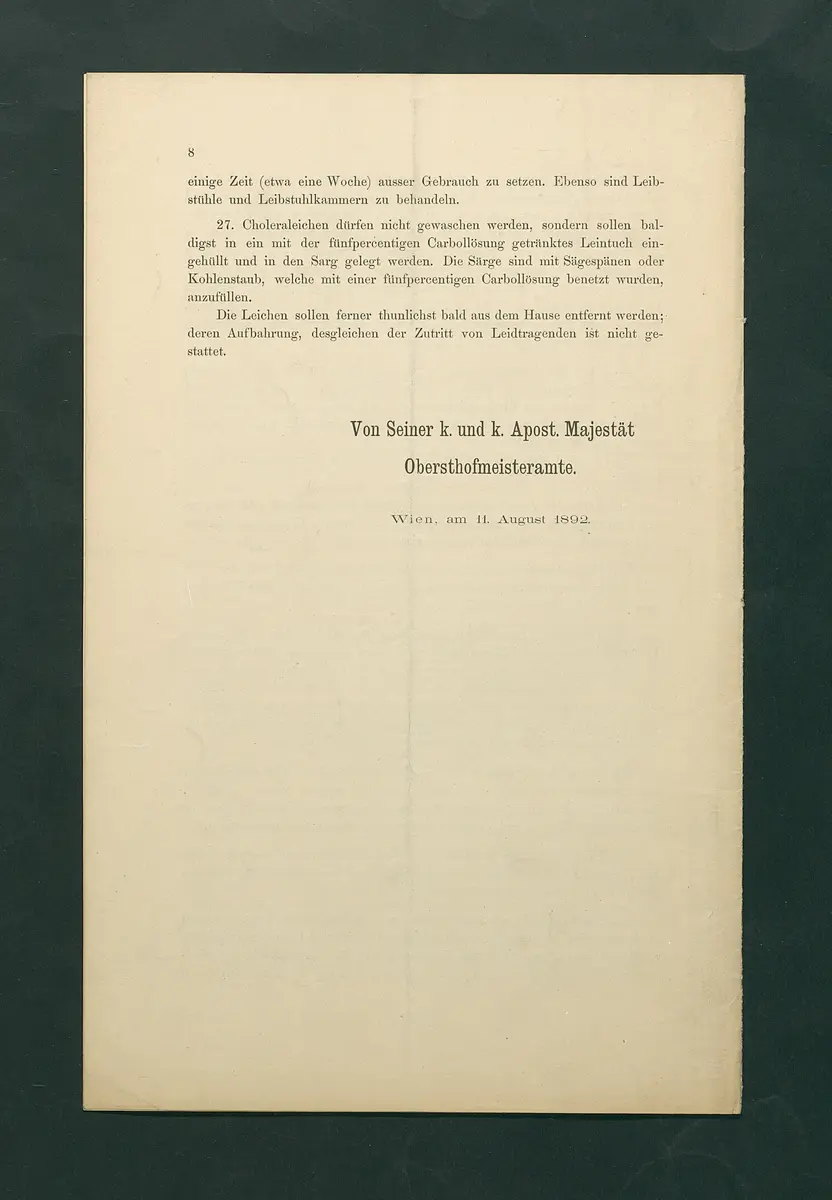 8
einige Zeit (etwa eine Woche) ausser Gebrauch zu setzen. Ebenso sind Leib-
stühle und Leibstuhlkammern zu behandeln.
27. Choleraleichen dürfen nicht gewaschen werden, sondern sollen bal-
digst in ein mit der fünfpercentigen Carbollösung getränktes Leintuch ein-
gehüllt und in den Sarg gelegt werden. Die Särge sind mit Sägespänen oder
Kohlenstaub, welche mit einer fünfpercentigen Carbollösung benetzt wurden,
anzufüllen.
Die Leichen sollen ferner thunlichst bald aus dem Hause entfernt werden;
deren Aufbahrung, desgleichen der Zutritt von Leidtragenden ist nicht ge-
stattet.
Von Seiner k. und k. Apost. Majestät
Obersthofmeisteramte.
Wien, am 11. August 1892.